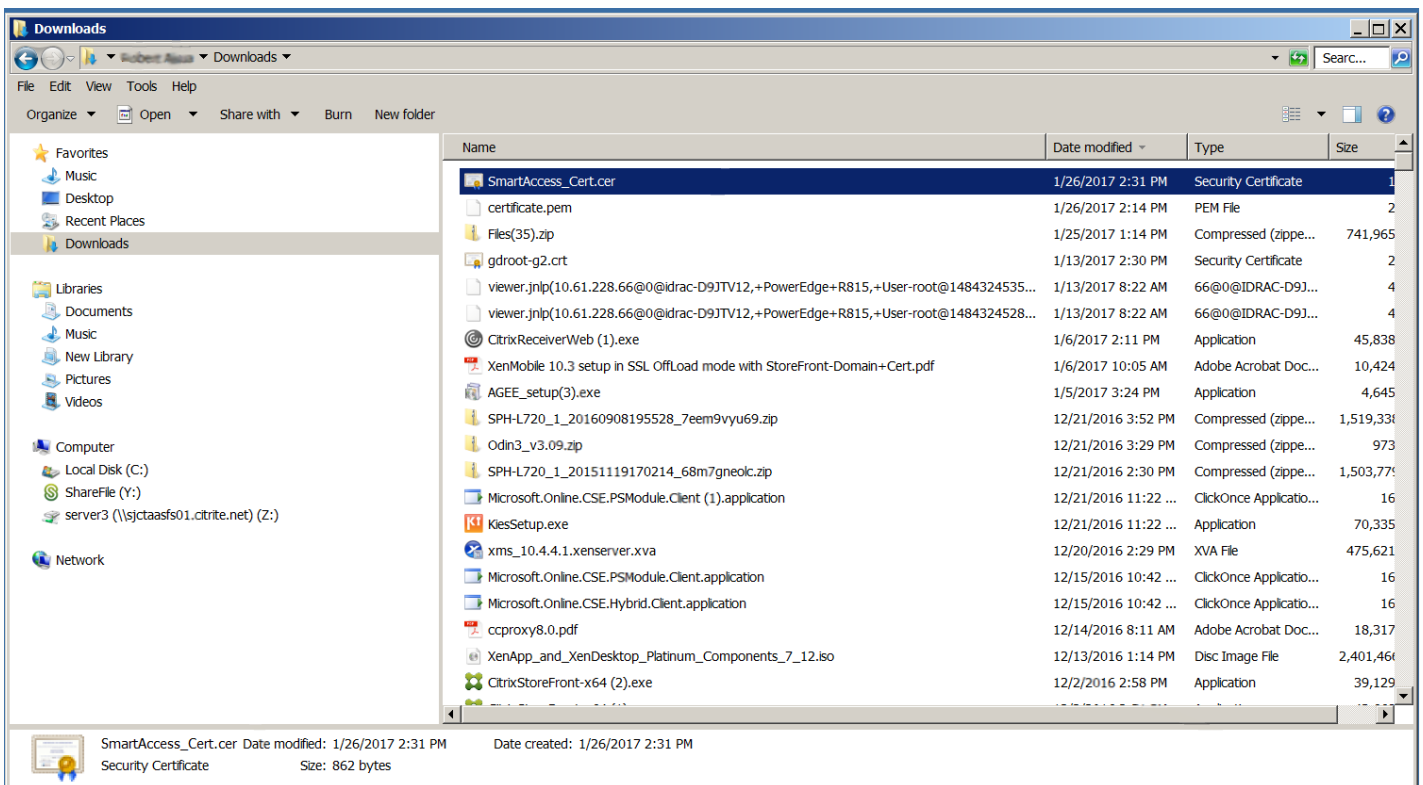 Downloads
Downloads
Searc...
File Edit View Tools Help
Organize Open Share with Burn New folder
Favorites
Music
Desktop
Recent Places
Downloads
Libraries
Documents
Music
New Library
Pictures
Videos
Computer
Local Disk (C:)
ShareFile (Y:)
server3 (\\sjctaasfs01.citrite.net) (Z:)
Network
Name Date modified Type Size
SmartAccess_Cert.cer 1/26/2017 2:31 PM Security Certificate 1
certificate.pem 1/26/2017 2:14 PM PEM File 2
Files(35).zip 1/25/2017 1:14 PM Compressed (zippe... 741,965
gdroot-g2.crt 1/13/2017 2:30 PM Security Certificate 2
viewer.jnlp(10.61.228.66@0@idrac-D9JTV12,+PowerEdge+R815,+User-root@1484324535... 1/13/2017 8:22 AM 66@0@IDRAC-D9J... 4
viewer.jnlp(10.61.228.66@0@idrac-D9JTV12,+PowerEdge+R815,+User-root@1484324528... 1/13/2017 8:22 AM 66@0@IDRAC-D9J... 4
CitrixReceiverWeb (1).exe 1/6/2017 2:11 PM Application 45,838
XenMobile 10.3 setup in SSL OffLoad mode with StoreFront-Domain+Cert.pdf 1/6/2017 10:05 AM Adobe Acrobat Doc... 10,424
AGEE_setup(3).exe 1/5/2017 3:24 PM Application 4,645
SPH-L720_1_20160908195528_7eem9vyu69.zip 12/21/2016 3:52 PM Compressed (zippe... 1,519,338
Odin3_v3.09.zip 12/21/2016 3:29 PM Compressed (zippe... 973
SPH-L720_1_20151119170214_68m7gneolc.zip 12/21/2016 2:30 PM Compressed (zippe... 1,503,779
Microsoft.Online.CSE.PSModule.Client (1).application 12/21/2016 11:22 ... ClickOnce Applicatio... 16
KiesSetup.exe 12/21/2016 11:22 ... Application 70,335
xms_10.4.4.1.xenserver.xva 12/20/2016 2:29 PM XVA File 475,621
Microsoft.Online.CSE.PSModule.Client.application 12/15/2016 10:42 ... ClickOnce Applicatio... 16
Microsoft.Online.CSE.Hybrid.Client.application 12/15/2016 10:42 ... ClickOnce Applicatio... 16
ccproxy8.0.pdf 12/14/2016 8:11 AM Adobe Acrobat Doc... 18,317
XenApp_and_XenDesktop_Platinum_Components_7_12.iso 12/13/2016 1:14 PM Disc Image File 2,401,466
CitrixStoreFront-x64 (2).exe 12/2/2016 2:58 PM Application 39,129
SmartAccess_Cert.cer Date modified: 1/26/2017 2:31 PM Date created: 1/26/2017 2:31 PM
Security Certificate Size: 862 bytes